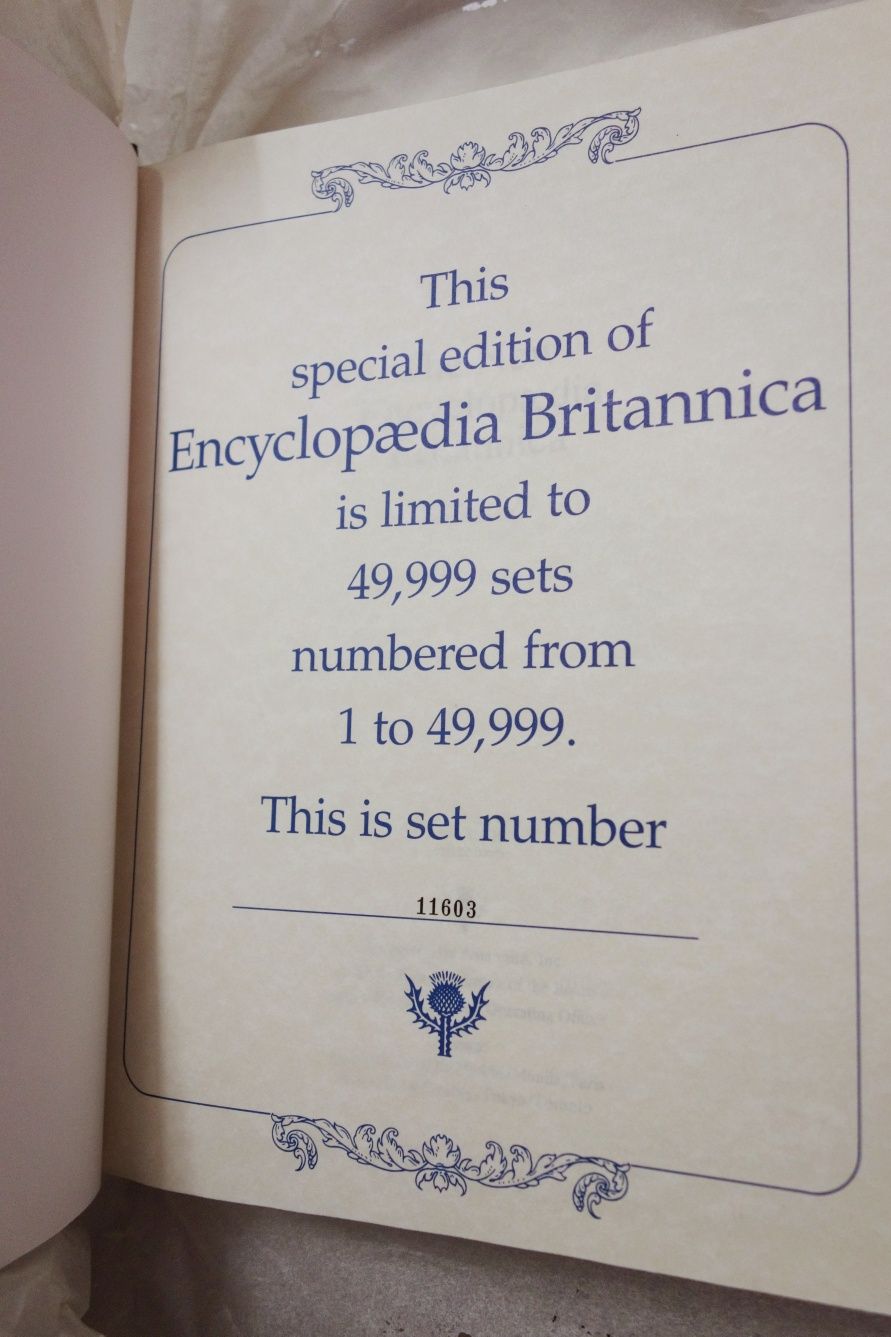 This
special edition of
Encyclopædia Britannica
is limited to
49,999 sets
numbered from
1 to 49,999.
This is set number
11603